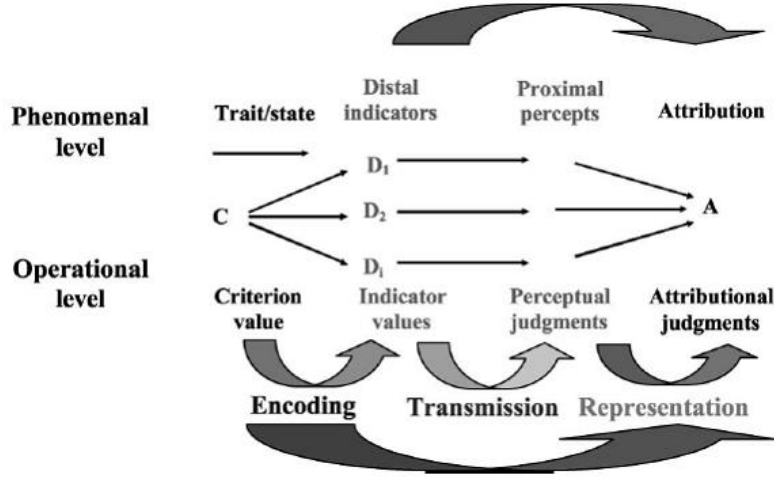 Distal
indicators
Proximal
percepts
Phenomenal
level
Trait/state
Attribution
D₁
C
D₂
A
Operational
level
Dᵢ
Criterion
value
Indicator
values
Perceptual
judgments
Attributional
judgments
Encoding
Transmission
Representation